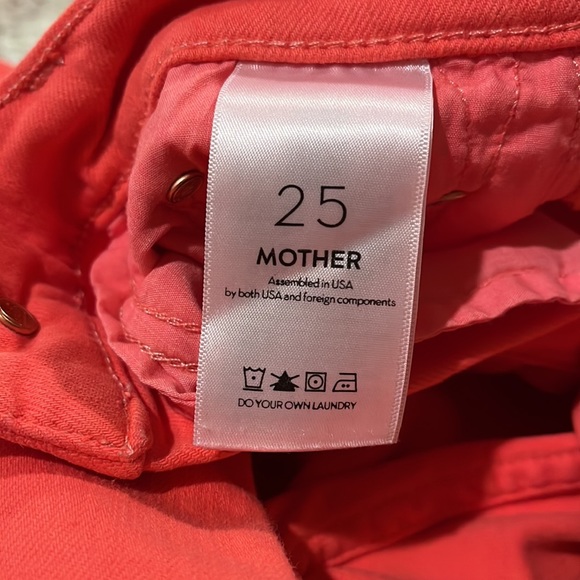 25
MOTHER
Assembled in USA
by both USA and foreign components
DO YOUR OWN LAUNDRY